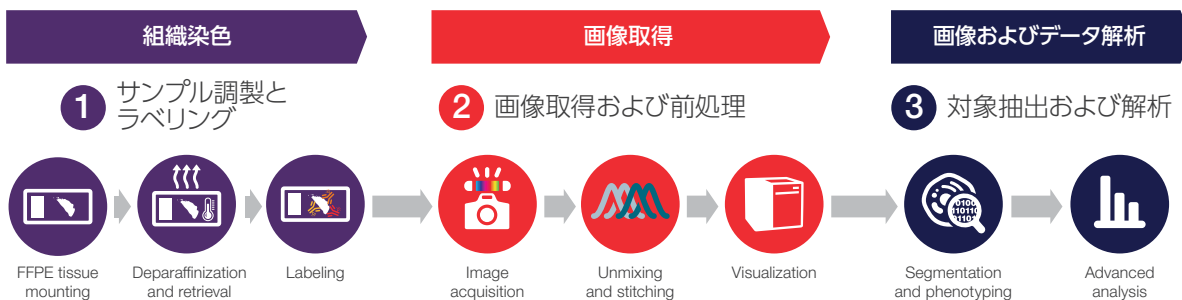 組織染色
画像取得
画像およびデータ解析
1
サンプル調製と
ラベリング
2
画像取得および前処理
3
対象抽出および解析
FFPE tissue
mounting
Deparaffinization
and retrieval
Labeling
Image
acquisition
Unmixing
and stitching
Visualization
0100
110110
01101
Segmentation
and phenotyping
Advanced
analysis